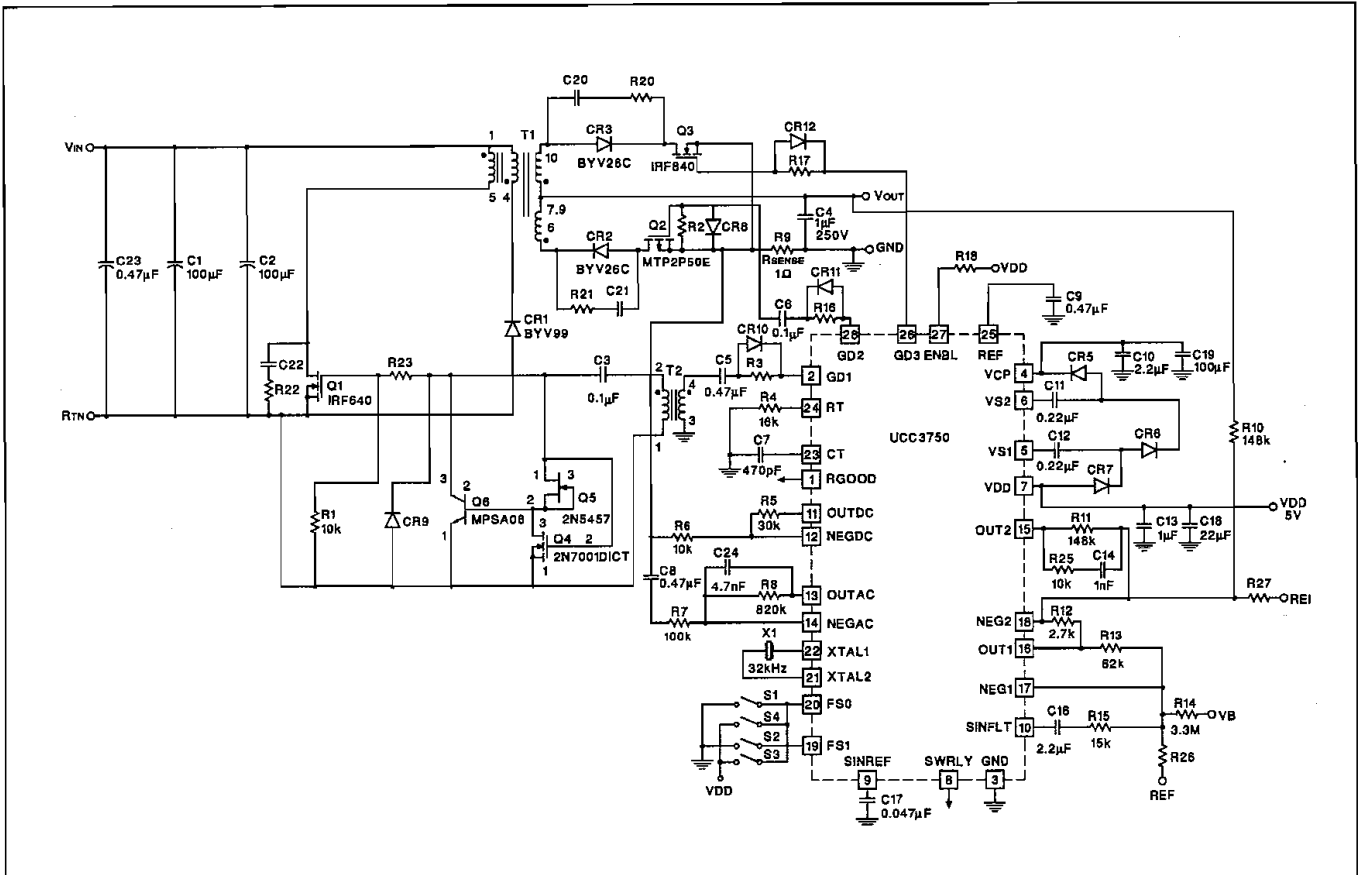 C20
R20
1
T1
10
CR3
BYV26C
Q3
IRF840
CR12
R17
VIN
5
4
7.9
6
VOUT
C4
1µF
250V
Q2
R2
CR8
GND
CR2
BYV26C
MTP2P50E
R9
RSENSE
1Ω
R18
VDD
C23
0.47µF
C1
100µF
C2
100µF
R21
C21
CR11
C6
0.1µF
R16
C9
0.47µF
CR1
BYV99
28
26
27
25
GD2
GD3
ENBL
REF
CR10
C22
R22
R23
C3
0.1µF
2
T2
4
C5
0.47µF
R3
2
GD1
VCP
4
CR5
C10
2.2µF
C19
100µF
Q1
IRF640
RTN
3
1
R4
16k
24
RT
VS2
6
C11
0.22µF
UCC3750
R10
148k
C7
470pF
23
CT
VS1
5
C12
0.22µF
CR6
1
RGOOD
CR7
VDD
7
1
3
Q5
2N5457
3
2
Q6
MPSA06
2
R1
10k
CR9
R5
30k
11
OUTDC
VDD
5V
R6
10k
12
NEGDC
OUT2
15
R11
148k
C13
1µF
C18
22µF
3
Q4
2
2N7001DICT
1
1
R25
10k
C14
1nF
C8
0.47µF
C24
4.7nF
R8
820k
13
OUTAC
R27
REI
R7
100k
14
NEGAC
NEG2
18
R12
2.7k
X1
32kHz
22
XTAL1
OUT1
16
R13
62k
21
XTAL2
NEG1
17
S1
20
FS0
R14
3.3M
VB
S4
S2
19
FS1
SINFLT
10
C16
2.2µF
R15
15k
S3
R26
SINREF
SWRLY
GND
9
8
3
VDD
REF
C17
0.047µF